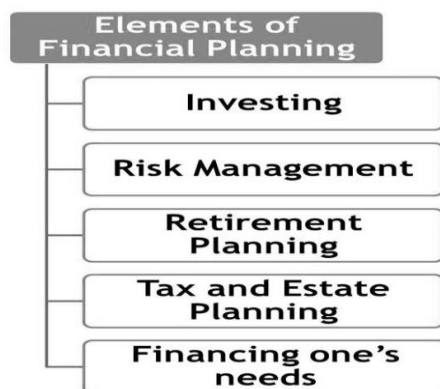 Elements of
Financial Planning
Investing
Risk Management
Retirement
Planning
Tax and Estate
Planning
Financing one's
needs